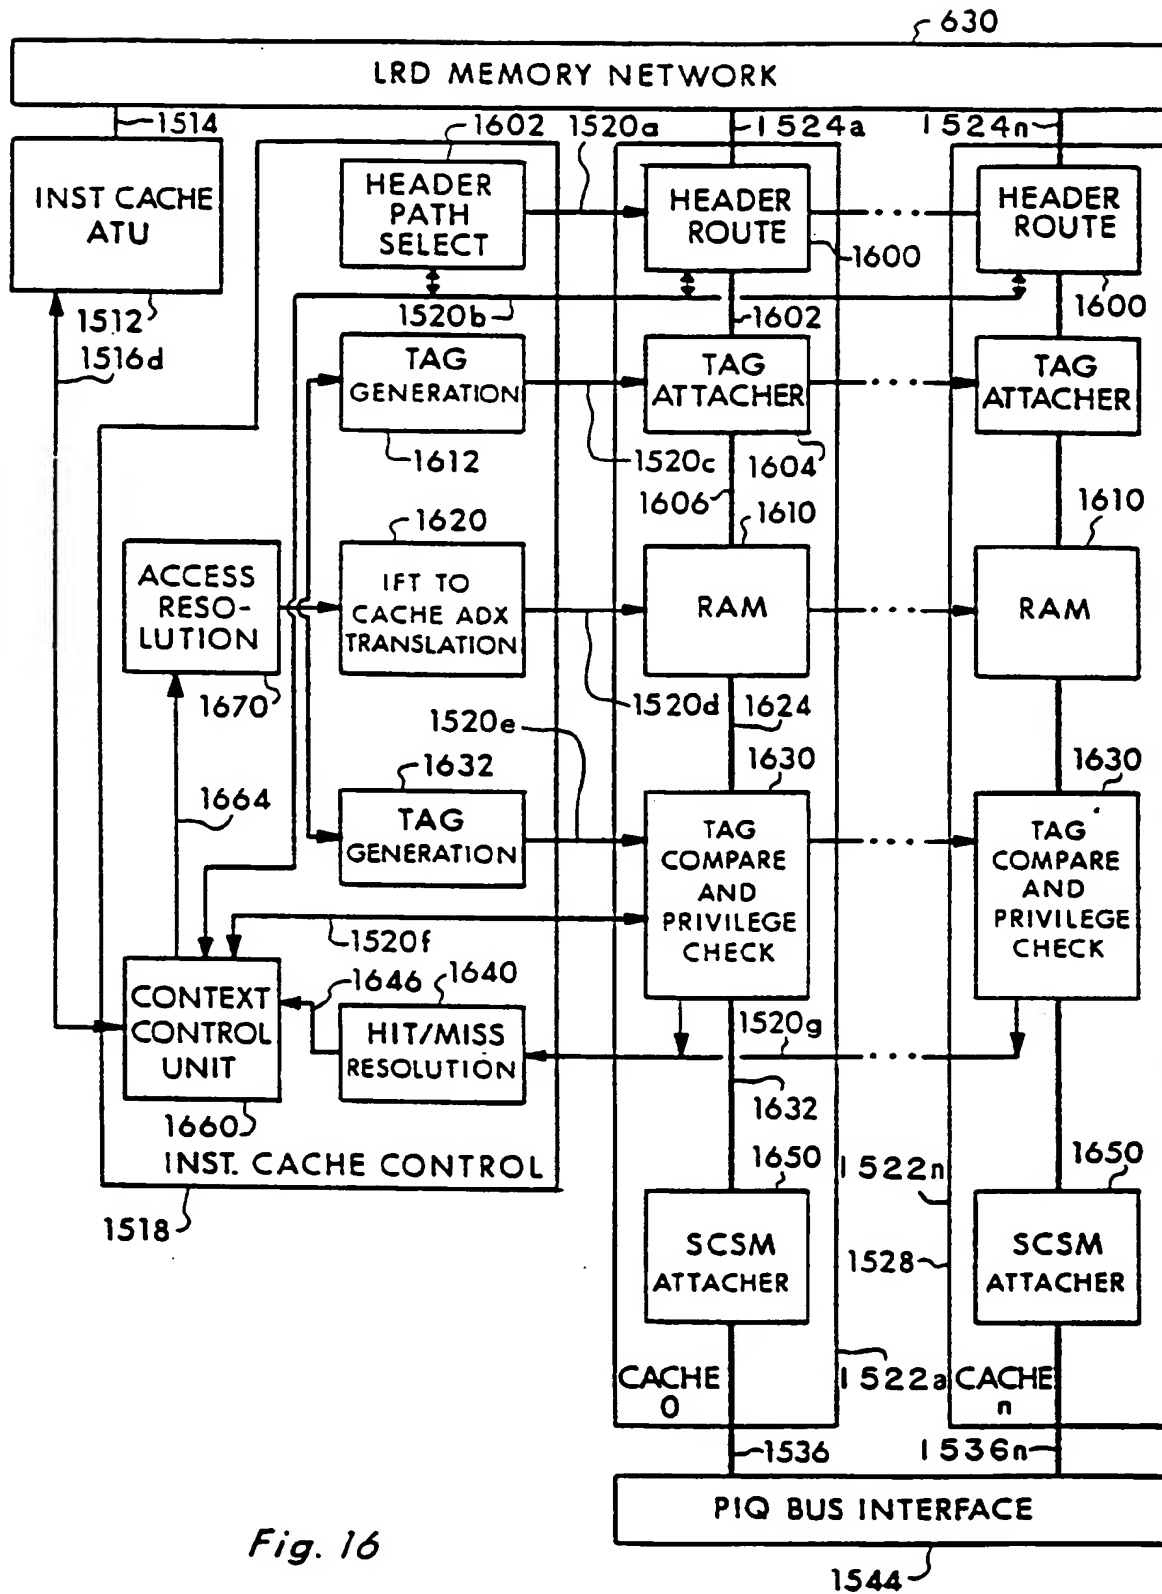 630
LRD MEMORY NETWORK
1514
1602
1520a
1524a
1524n
INST CACHE
ATU
HEADER
PATH
SELECT
HEADER
ROUTE
HEADER
ROUTE
1600
1600
1512
1516d
1520b
1602
TAG
GENERATION
TAG
ATTACHER
TAG
ATTACHER
1612
1520c
1604
1606
1620
1610
1610
ACCESS
RESO-
LUTION
IFT TO
CACHE ADX
TRANSLATION
RAM
RAM
1670
1520d
1624
1520e
1632
1630
1630
1664
TAG
GENERATION
TAG
COMPARE
AND
PRIVILEGE
CHECK
TAG
COMPARE
AND
PRIVILEGE
CHECK
1520f
1646
1640
CONTEXT
CONTROL
UNIT
HIT/MISS
RESOLUTION
1520g
1632
1660
INST. CACHE CONTROL
1518
1650
1522n
1650
SCSM
ATTACHER
1528
SCSM
ATTACHER
CACHE
0
1522a
CACHE
n
1536
1536n
PIQ BUS INTERFACE
1544
Fig. 16